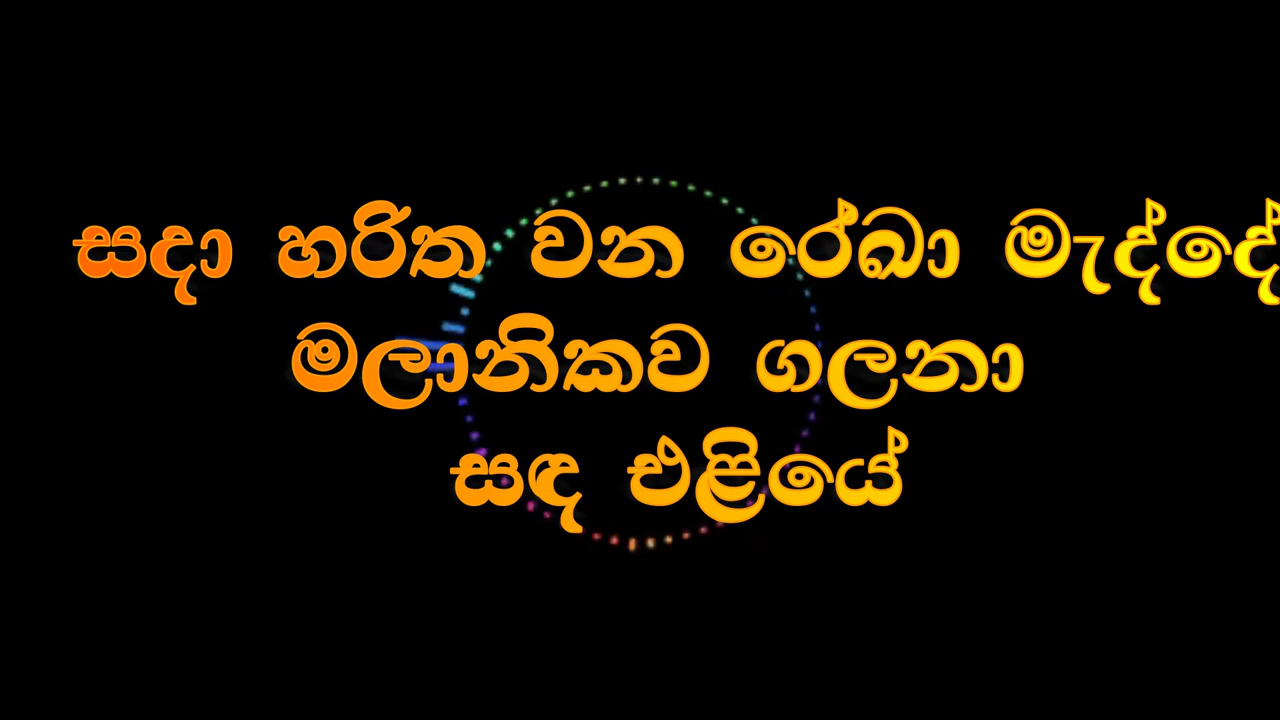 සදා හරිත වන රේඛා මැද්දේ
මලානිකව ගලනා
සඳ එළියේ